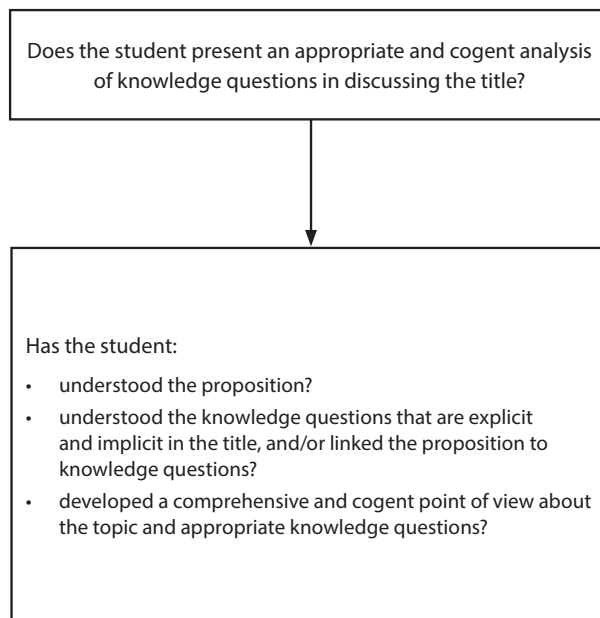 Does the student present an appropriate and cogent analysis
of knowledge questions in discussing the title?
Has the student:
• understood the proposition?
• understood the knowledge questions that are explicit
and implicit in the title, and/or linked the proposition to
knowledge questions?
• developed a comprehensive and cogent point of view about
the topic and appropriate knowledge questions?